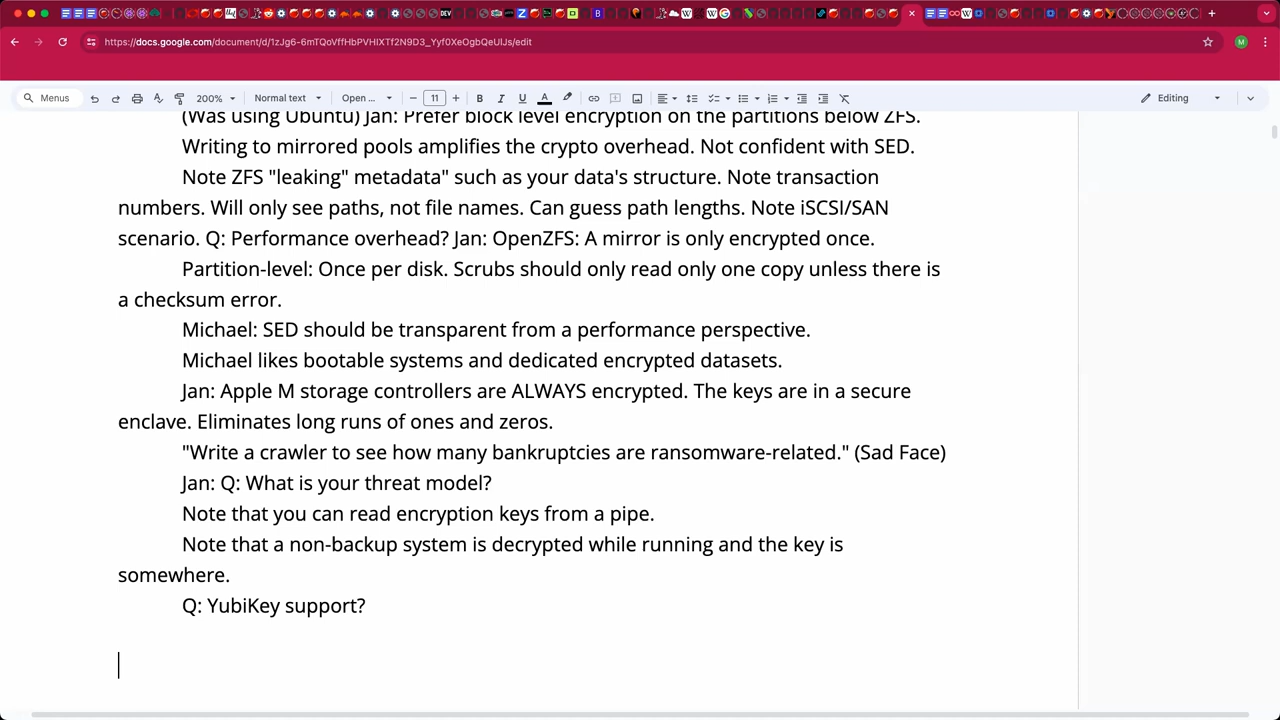 https://docs.google.com/document/d/1zJg6-6mTQoVffHbPVHIXTf2N9D3_Yyf0XeOgbQeUlJs/edit
M
Menus
200%
Normal text
Open ...
11
B I U A
Editing
(Was using Ubuntu) Jan: Prefer block level encryption on the partitions below ZFS.
Writing to mirrored pools amplifies the crypto overhead. Not confident with SED.
Note ZFS "leaking" metadata" such as your data's structure. Note transaction
numbers. Will only see paths, not file names. Can guess path lengths. Note iSCSI/SAN
scenario. Q: Performance overhead? Jan: OpenZFS: A mirror is only encrypted once.
Partition-level: Once per disk. Scrubs should only read only one copy unless there is
a checksum error.
Michael: SED should be transparent from a performance perspective.
Michael likes bootable systems and dedicated encrypted datasets.
Jan: Apple M storage controllers are ALWAYS encrypted. The keys are in a secure
enclave. Eliminates long runs of ones and zeros.
"Write a crawler to see how many bankruptcies are ransomware-related." (Sad Face)
Jan: Q: What is your threat model?
Note that you can read encryption keys from a pipe.
Note that a non-backup system is decrypted while running and the key is
somewhere.
Q: YubiKey support?